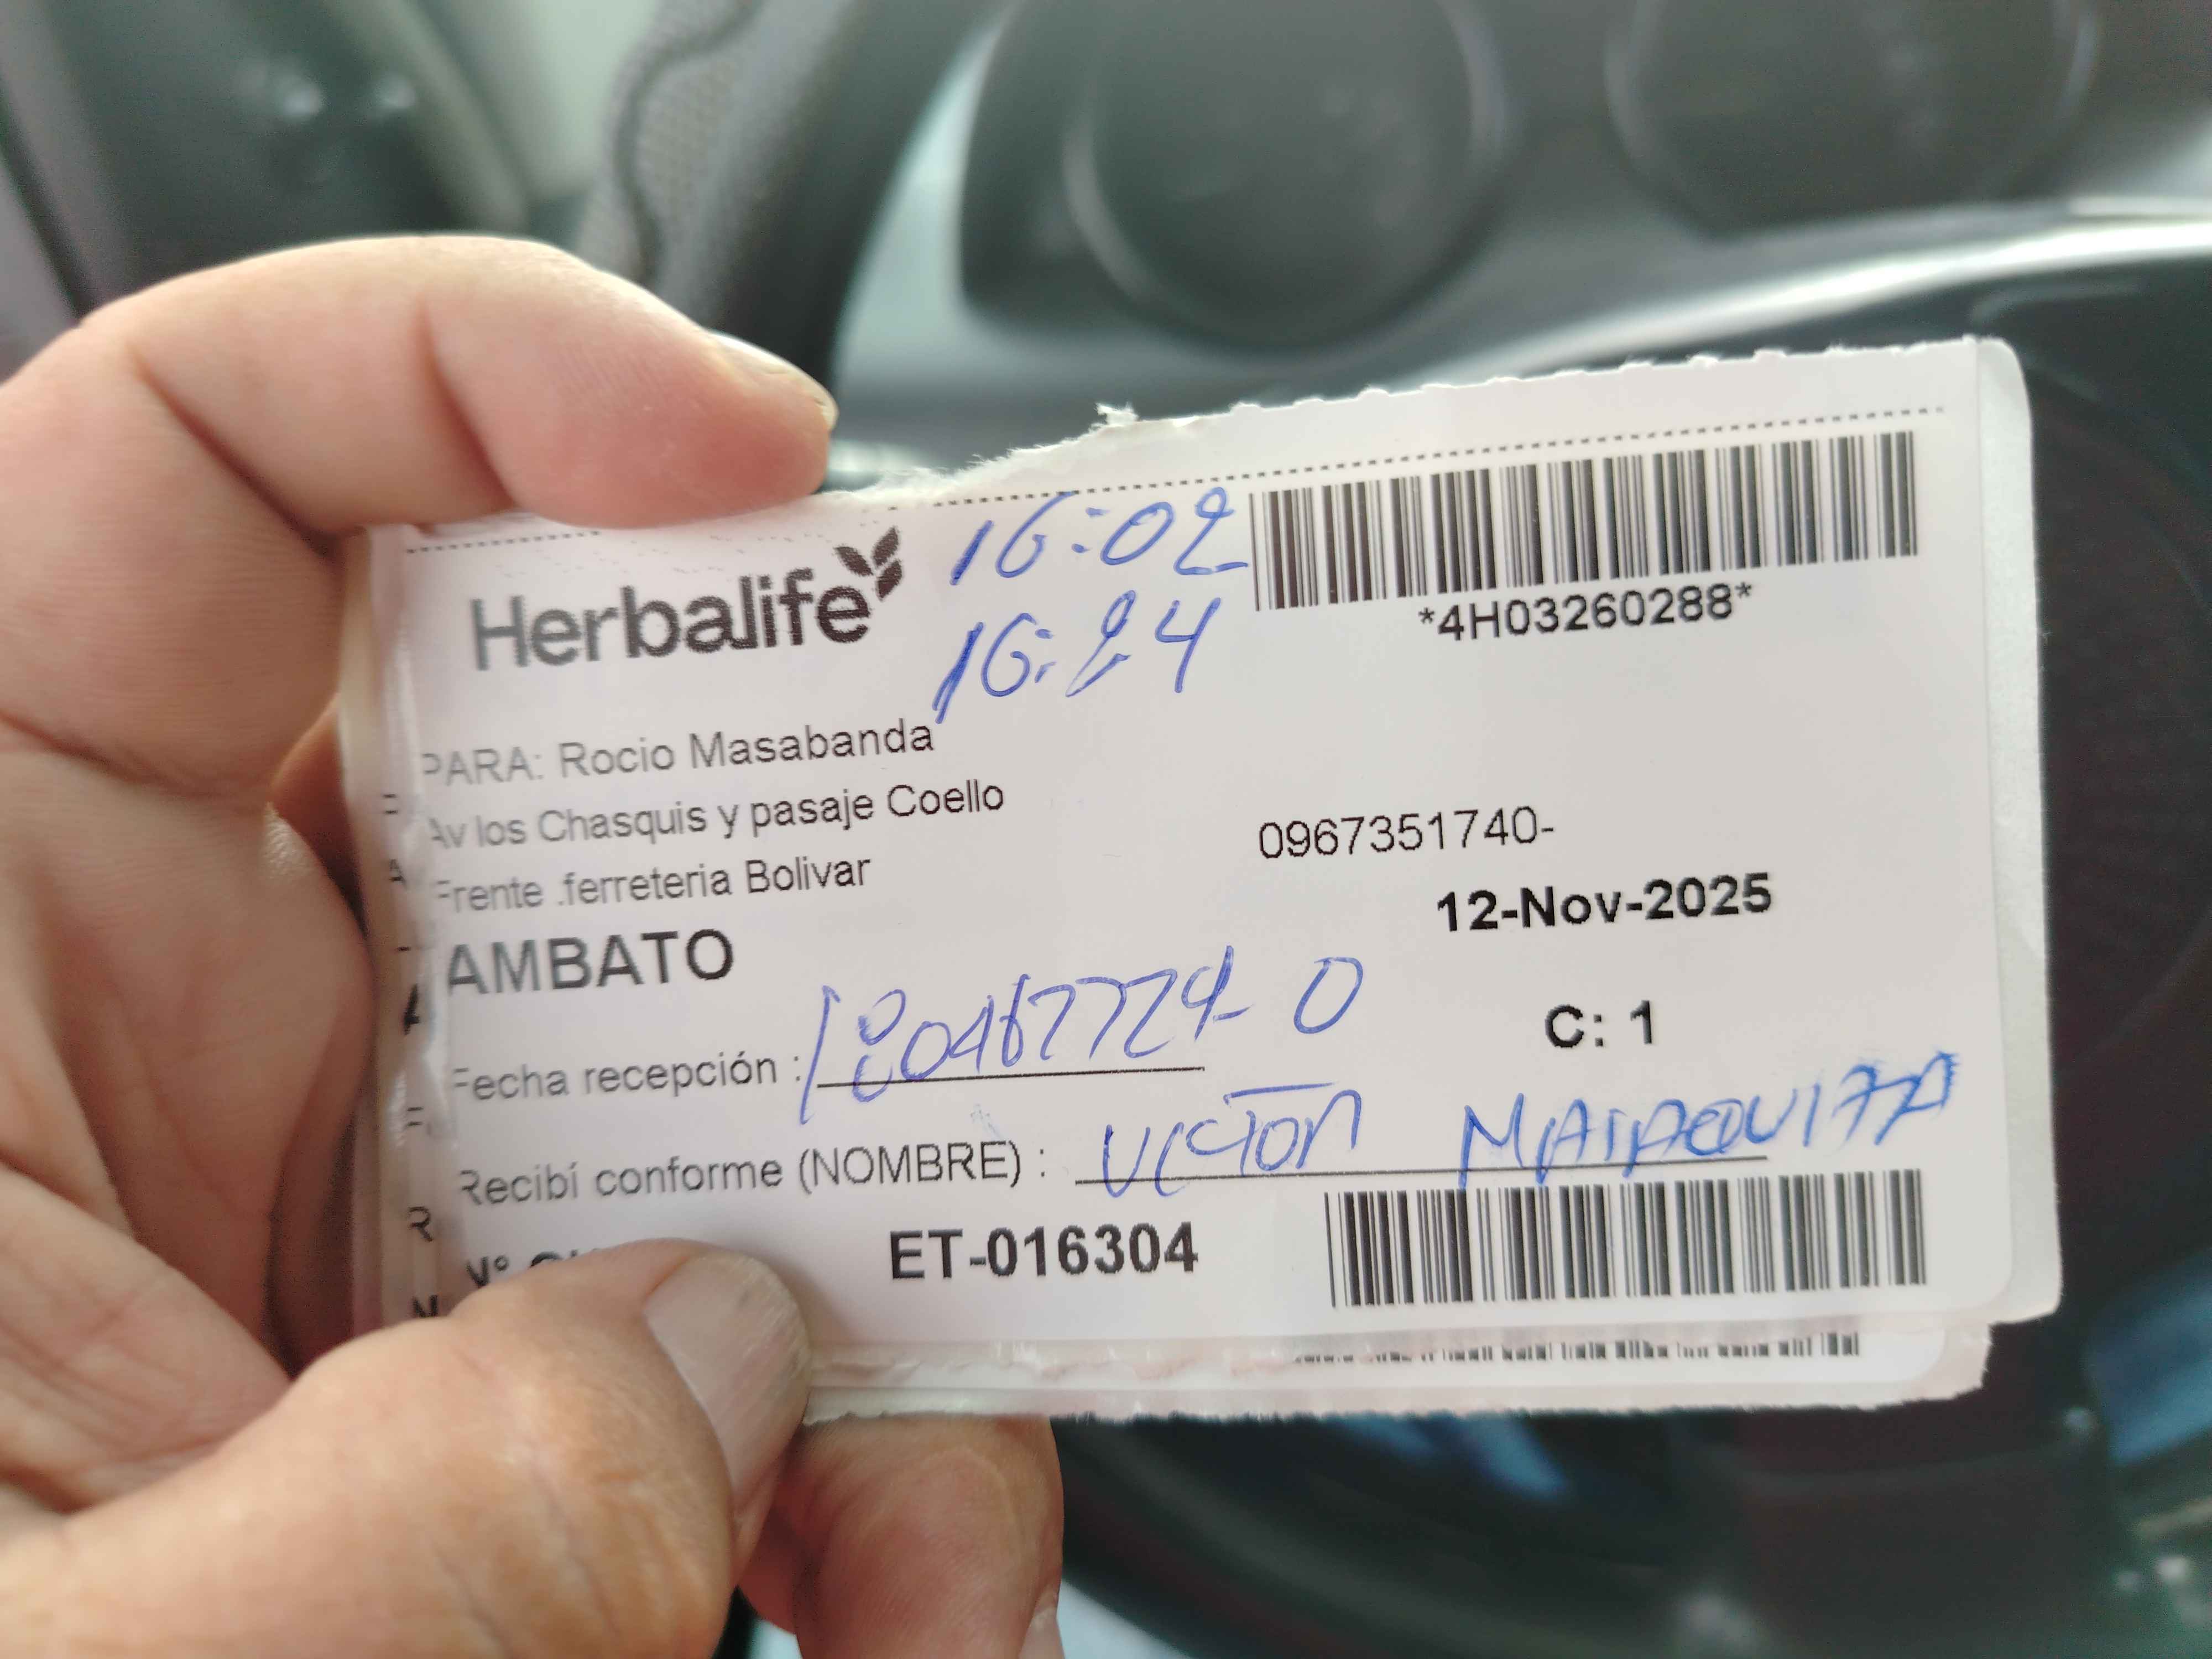 Herbalife
16:02
16:24
*4H03260288*
PARA: Rocio Masabanda
Av los Chasquis y pasaje Coello
0967351740-
Frente .ferreteria Bolivar
12-Nov-2025
AMBATO
C: 1
Fecha recepción :
Recibí conforme (NOMBRE) : Victor
N°
ET-016304